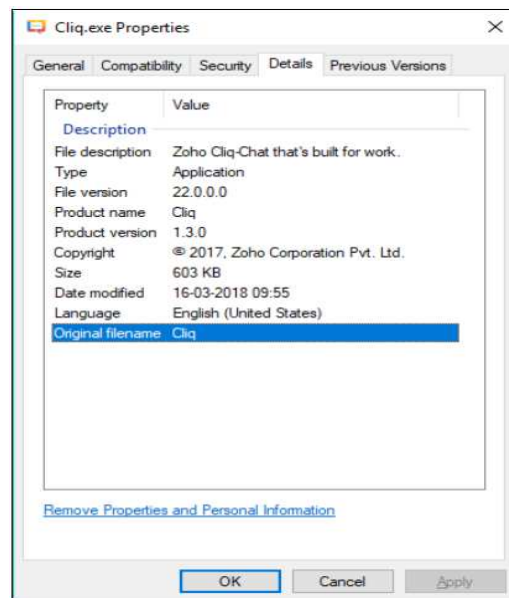 Cliq.exe Properties
General Compatibility Security Details Previous Versions
Property Value
Description
File description Zoho Cliq-Chat that's built for work.
Type Application
File version 22.0.0.0
Product name Cliq
Product version 1.3.0
Copyright © 2017, Zoho Corporation Pvt. Ltd.
Size 603 KB
Date modified 16-03-2018 09:55
Language English (United States)
Original filename Cliq
Remove Properties and Personal Information
OK Cancel Apply